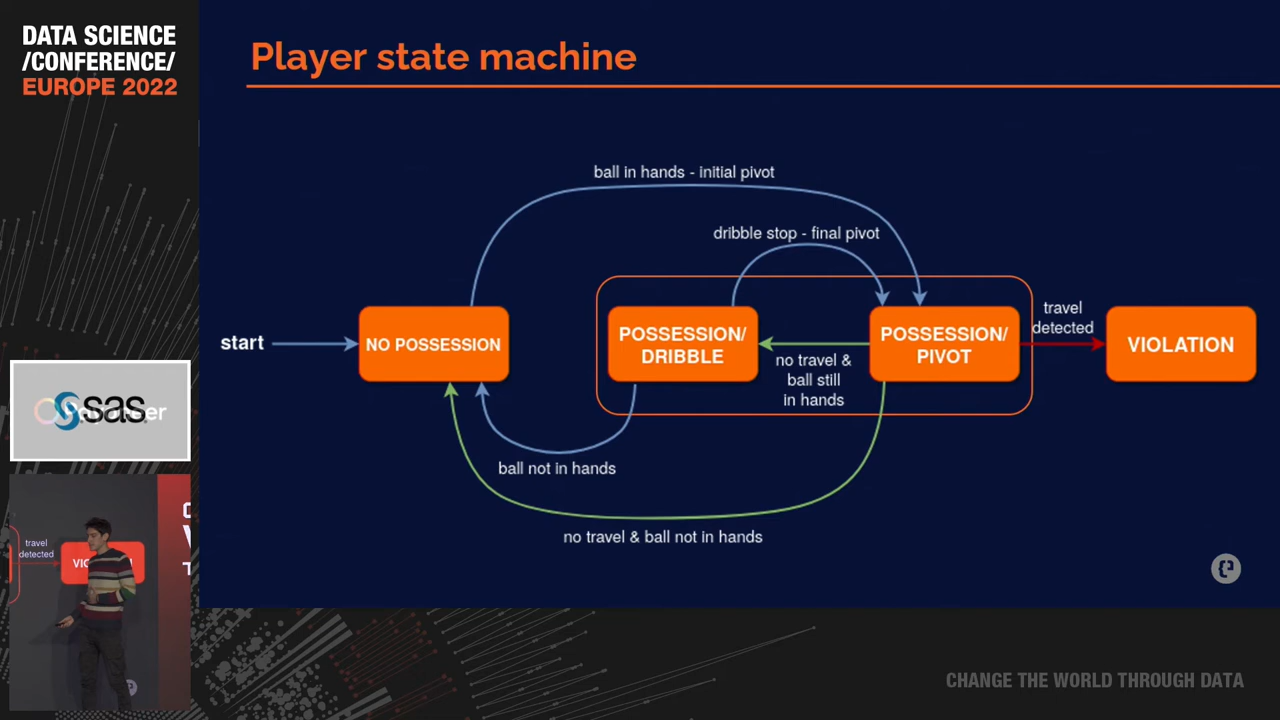 DATA SCIENCE
/CONFERENCE/
EUROPE 2022
Player state machine
ball in hands - initial pivot
dribble stop - final pivot
start
NO POSSESSION
POSSESSION/
DRIBBLE
no travel &
ball still
in hands
POSSESSION/
PIVOT
travel
detected
VIOLATION
ball not in hands
no travel & ball not in hands
sas
travel
detected
CHANGE THE WORLD THROUGH DATA